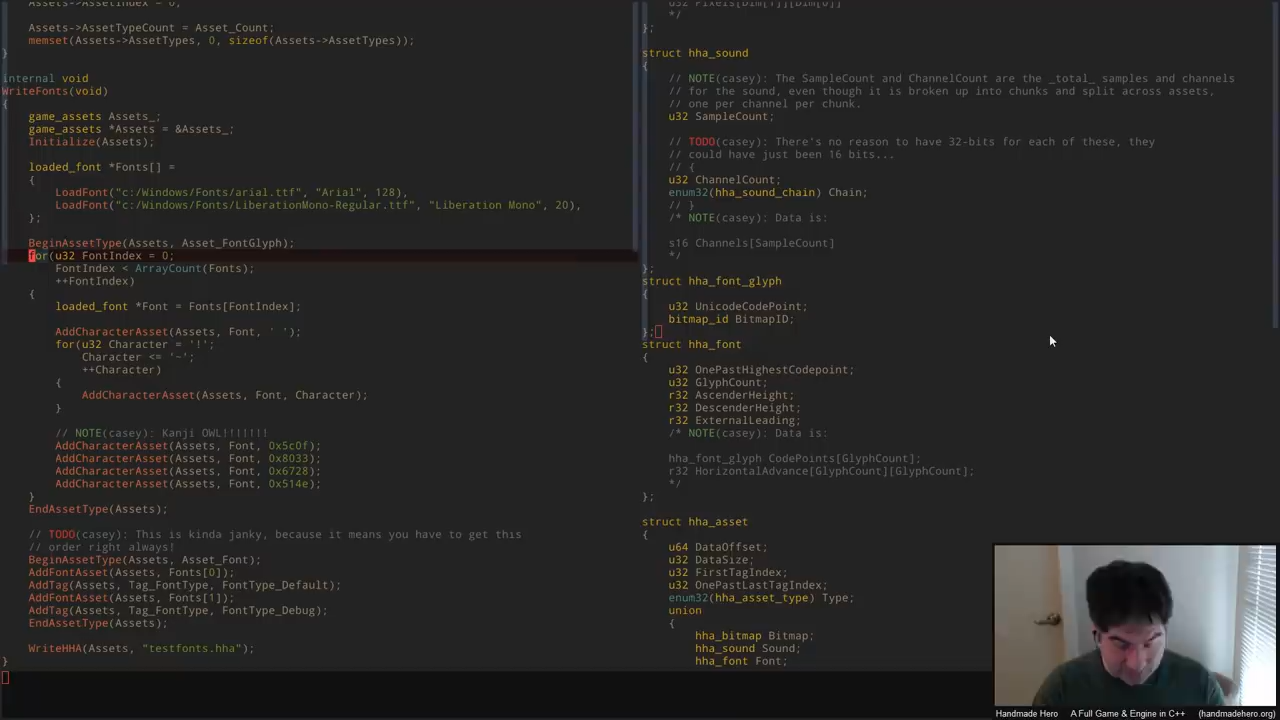 Assets->AssetIndex = 0;
Assets->AssetTypeCount = Asset_Count;
memset(Assets->AssetTypes, 0, sizeof(Assets->AssetTypes));
}
internal void
WriteFonts(void)
{
game_assets Assets_;
game_assets *Assets = &Assets_;
Initialize(Assets);
loaded_font *Fonts[] =
{
LoadFont("c:/Windows/Fonts/arial.ttf", "Arial", 128),
LoadFont("c:/Windows/Fonts/LiberationMono-Regular.ttf", "Liberation Mono", 20),
};
BeginAssetType(Assets, Asset_FontGlyph);
for(u32 FontIndex = 0;
FontIndex < ArrayCount(Fonts);
++FontIndex)
{
loaded_font *Font = Fonts[FontIndex];
AddCharacterAsset(Assets, Font, ' ');
for(u32 Character = '!';
Character <= '~';
++Character)
{
AddCharacterAsset(Assets, Font, Character);
}
// NOTE(casey): Kanji OWL!!!!!!!
AddCharacterAsset(Assets, Font, 0x5c0f);
AddCharacterAsset(Assets, Font, 0x8033);
AddCharacterAsset(Assets, Font, 0x6728);
AddCharacterAsset(Assets, Font, 0x514e);
}
EndAssetType(Assets);
// TODO(casey): This is kinda janky, because it means you have to get this
// order right always!
BeginAssetType(Assets, Asset_Font);
AddFontAsset(Assets, Fonts[0]);
AddTag(Assets, Tag_FontType, FontType_Default);
AddFontAsset(Assets, Fonts[1]);
AddTag(Assets, Tag_FontType, FontType_Debug);
EndAssetType(Assets);
WriteHHA(Assets, "testfonts.hha");
}
u32 Pixels[Dim[1]][Dim[0]]
*/
};
struct hha_sound
{
// NOTE(casey): The SampleCount and ChannelCount are the _total_ samples and channels
// for the sound, even though it is broken up into chunks and split across assets,
// one per channel per chunk.
u32 SampleCount;
// TODO(casey): There's no reason to have 32-bits for each of these, they
// could have just been 16 bits...
// {
u32 ChannelCount;
enum32(hha_sound_chain) Chain;
// }
/* NOTE(casey): Data is:
s16 Channels[SampleCount]
*/
};
struct hha_font_glyph
{
u32 UnicodeCodePoint;
bitmap_id BitmapID;
};
struct hha_font
{
u32 OnePastHighestCodepoint;
u32 GlyphCount;
r32 AscenderHeight;
r32 DescenderHeight;
r32 ExternalLeading;
/* NOTE(casey): Data is:
hha_font_glyph CodePoints[GlyphCount];
r32 HorizontalAdvance[GlyphCount][GlyphCount];
*/
};
struct hha_asset
{
u64 DataOffset;
u32 DataSize;
u32 FirstTagIndex;
u32 OnePastLastTagIndex;
enum32(hha_asset_type) Type;
union
{
hha_bitmap Bitmap;
hha_sound Sound;
hha_font Font;
Handmade Hero A Full Game & Engine in C++ (handmadehero.org)